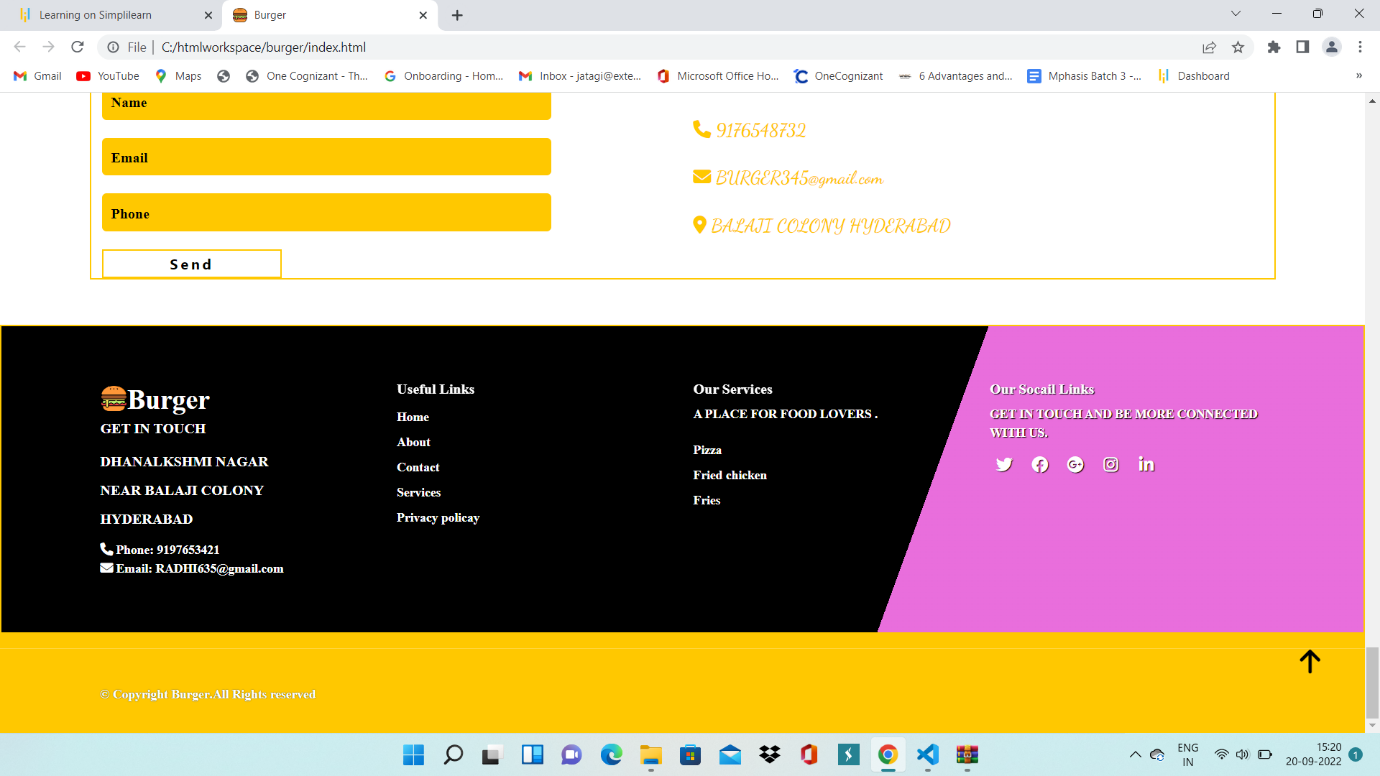 Learning on Simplilearn
Burger
File | C:/htmlworkspace/burger/index.html
Gmail YouTube Maps One Cognizant - Th... Onboarding - Hom... Inbox - jatagi@exte... Microsoft Office Ho... OneCognizant 6 Advantages and... Mphasis Batch 3 -... Dashboard »
Name
Email
Phone
Send
9176548732
BURGER345@gmail.com
BALAJI COLONY HYDERABAD
Burger
GET IN TOUCH
DHANALKSHMI NAGAR
NEAR BALAJI COLONY
HYDERABAD
Phone: 9197653421
Email: RADHI635@gmail.com
Useful Links
Home
About
Contact
Services
Privacy policay
Our Services
A PLACE FOR FOOD LOVERS .
Pizza
Fried chicken
Fries
Our Socail Links
GET IN TOUCH AND BE MORE CONNECTED
WITH US.
© Copyright Burger.All Rights reserved
ENG
IN
15:20
20-09-2022
1